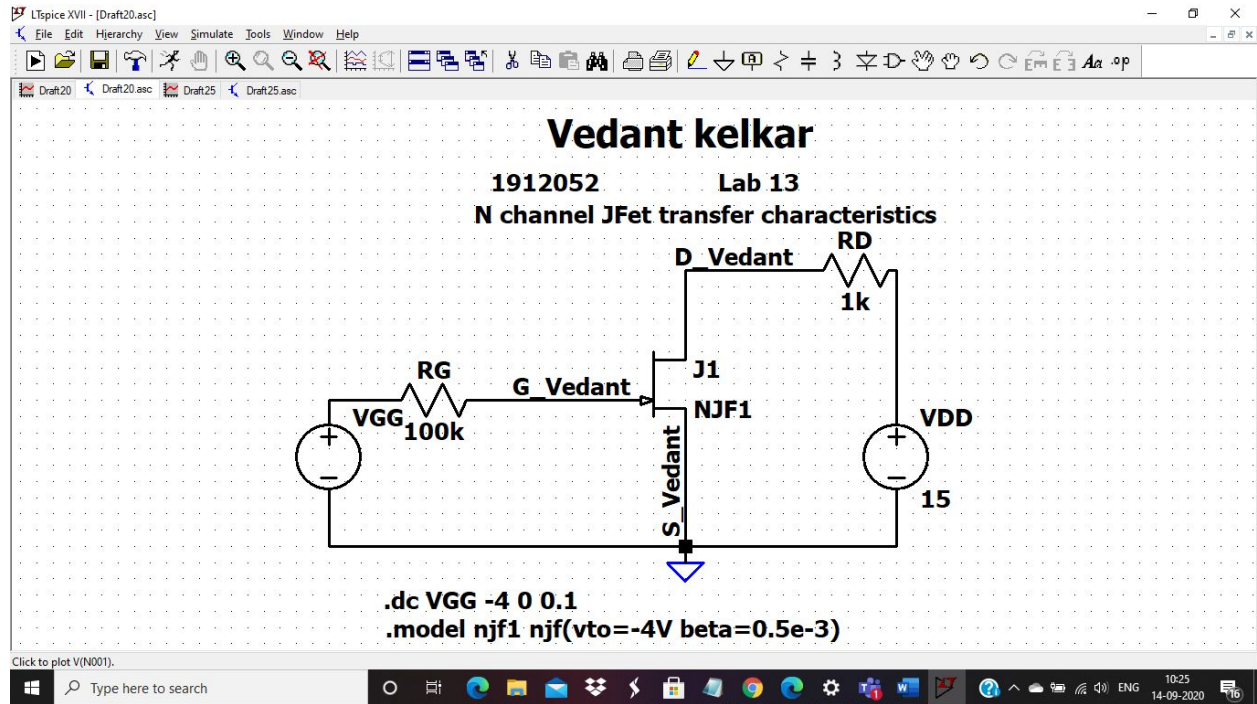 LTspice XVII - [Draft20.asc]
File Edit Hierarchy View Simulate Tools Window Help
Aa .op
Draft20 Draft20.asc Draft25 Draft25.asc
Vedant kelkar
1912052 Lab 13
N channel JFet transfer characteristics
RD
D_Vedant
1k
J1
RG
G_Vedant
NJF1
VGG
100k
VDD
S_Vedant
15
.dc VGG -4 0 0.1
.model njf1 njf(vto=-4V beta=0.5e-3)
Click to plot V(N001).
Type here to search
ENG
10:25
14-09-2020
16